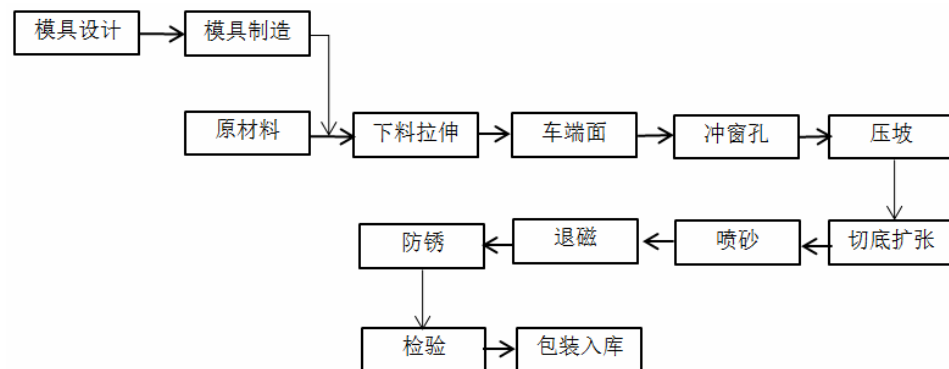 模具设计
模具制造
原材料
下料拉伸
车端面
冲窗孔
压坡
切底扩张
喷砂
退磁
防锈
检验
包装入库